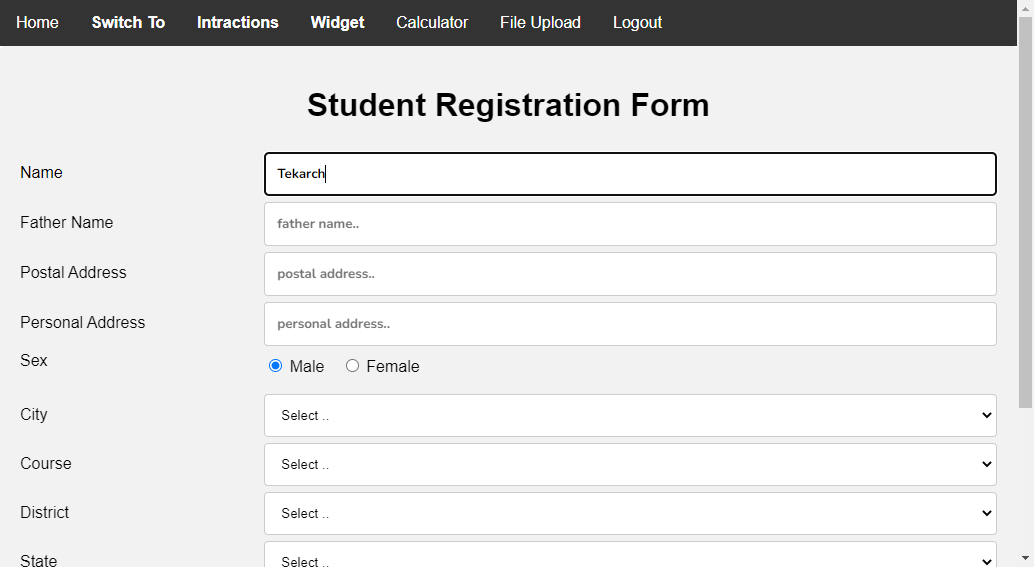 Home Switch To Intractions Widget Calculator File Upload Logout
Student Registration Form
Name Tekarch
Father Name father name..
Postal Address postal address..
Personal Address personal address..
Sex Male Female
City Select ..
Course Select ..
District Select ..
State Select ..